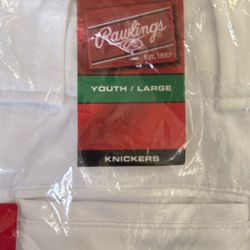 Rawlings
EST. 1887
YOUTH / LARGE
KNICKERS